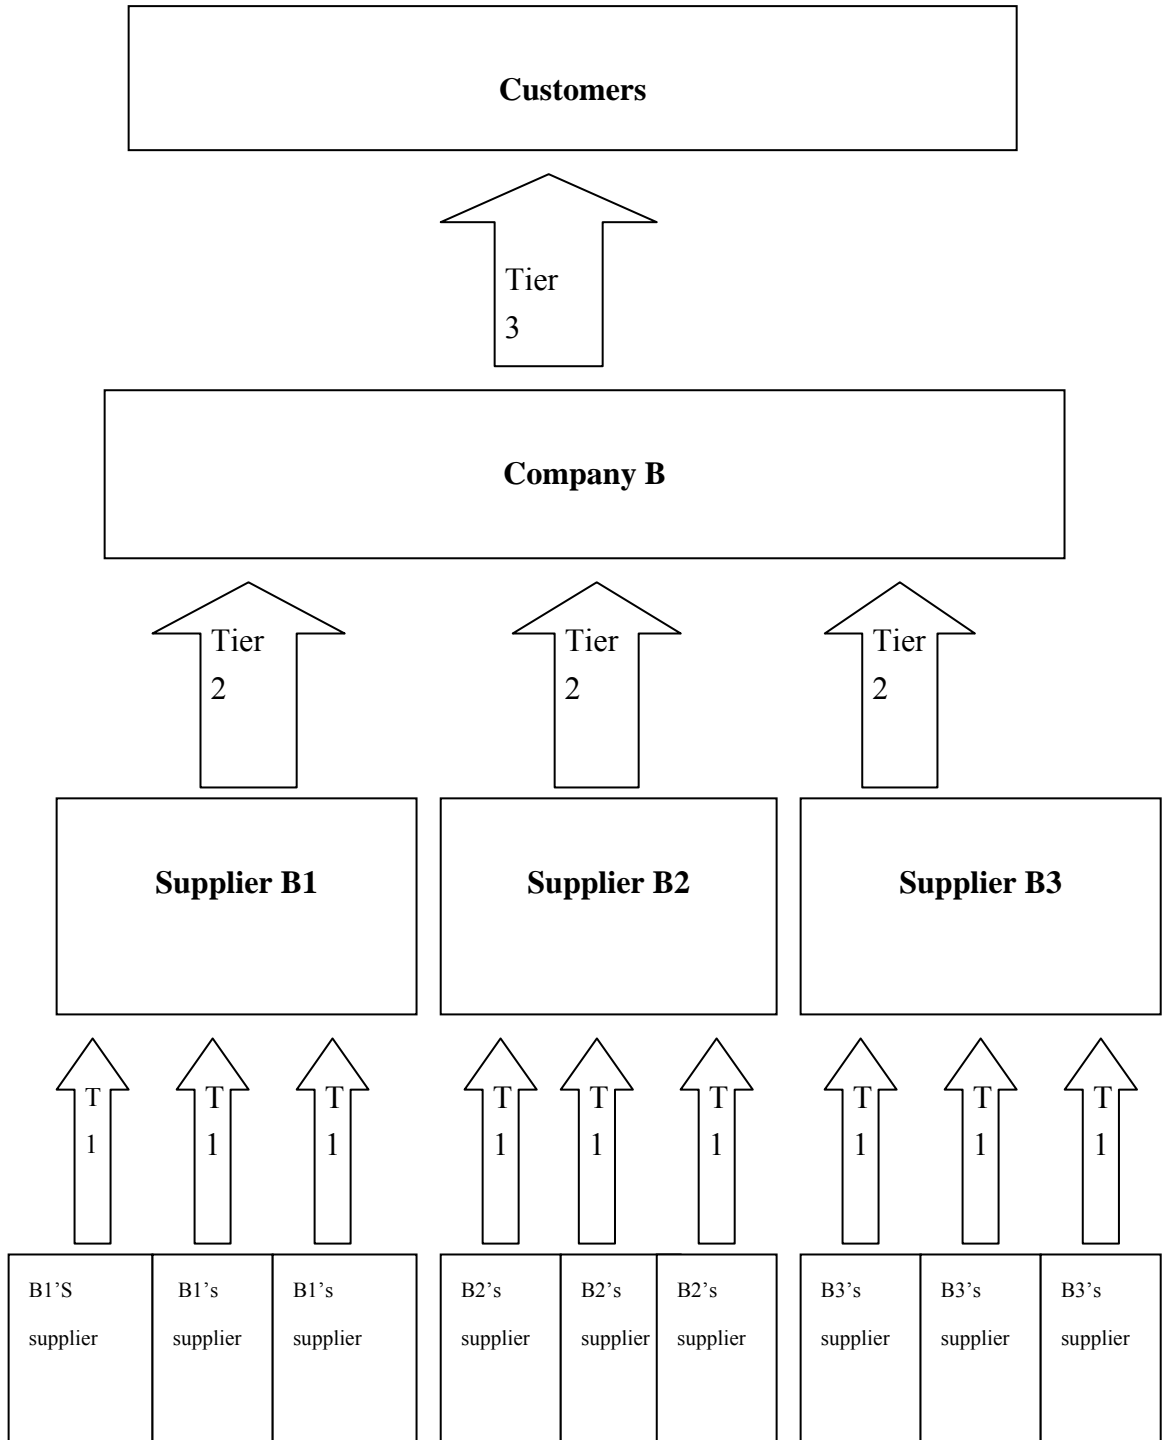 Customers
Tier
3
Company B
Tier
2
Tier
2
Tier
2
Supplier B1
Supplier B2
Supplier B3
T
1
T
1
T
1
T
1
T
1
T
1
T
1
T
1
T
1
B1’S
supplier
B1’s
supplier
B1’s
supplier
B2’s
supplier
B2’s
supplier
B2’s
supplier
B3’s
supplier
B3’s
supplier
B3’s
supplier